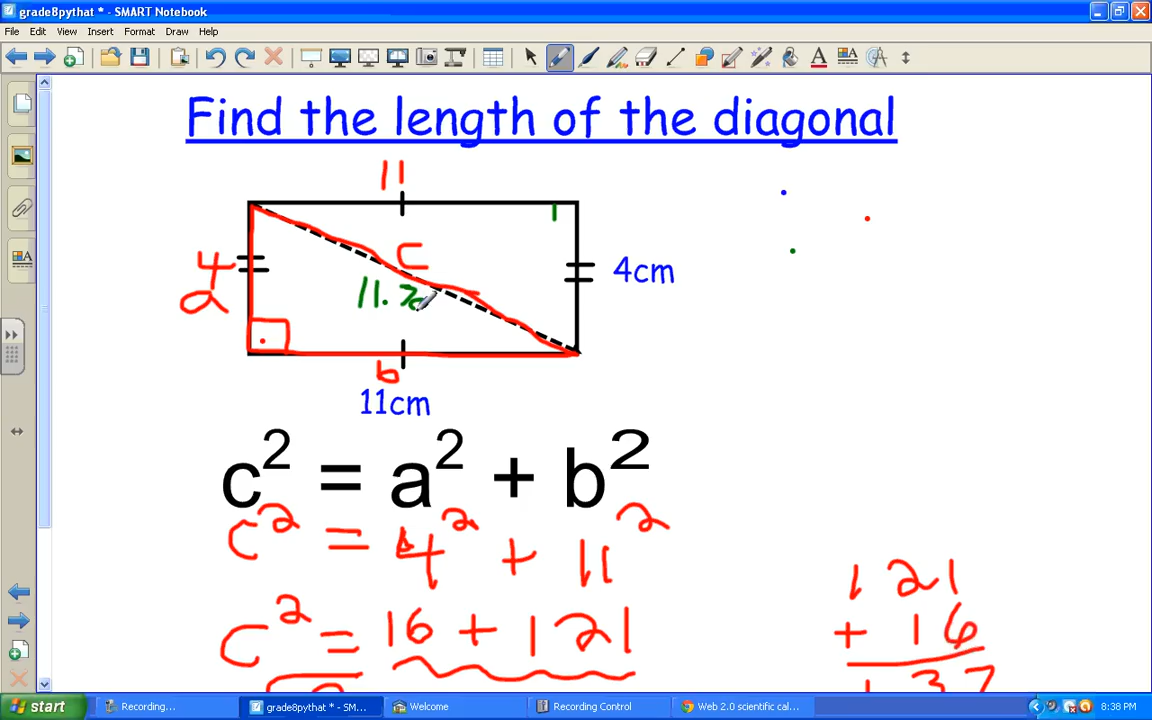 gradebpythat * - SMART Notebook
File Edit View Insert Format Draw Help
Find the length of the diagonal
11
4
a
C
11.7
4cm
b
11cm
c² = a² + b²
c² = 4² + 11²
c² = 16 + 121
121
+ 16
137
start
Recording...
gradebpythat * - SM...
Welcome
Recording Control
Web 2.0 scientific cal...
8:38 PM